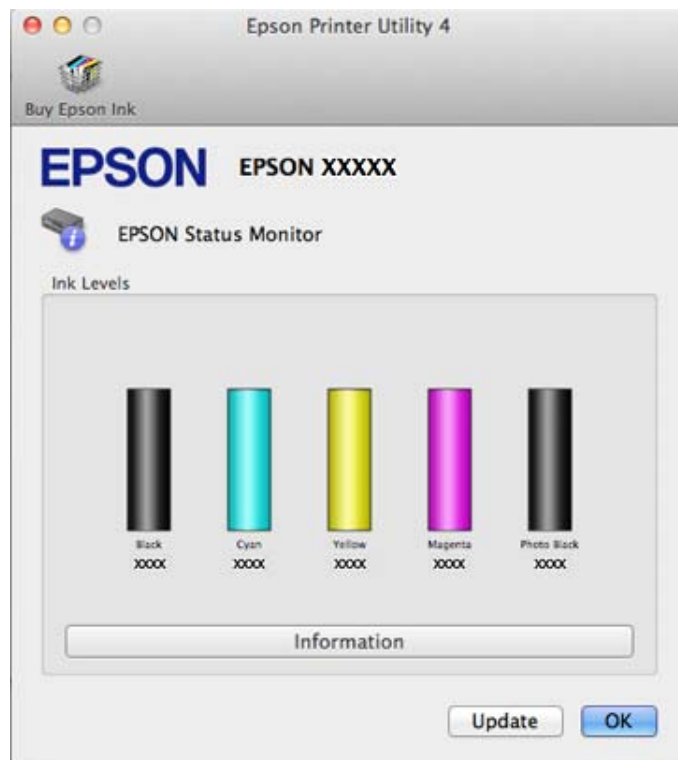 Epson Printer Utility 4
Buy Epson Ink
EPSON EPSON XXXXX
EPSON Status Monitor
Ink Levels
Black Cyan Yellow Magenta Photo Black
XXXX XXXX XXXX XXXX XXXX
Information
Update OK